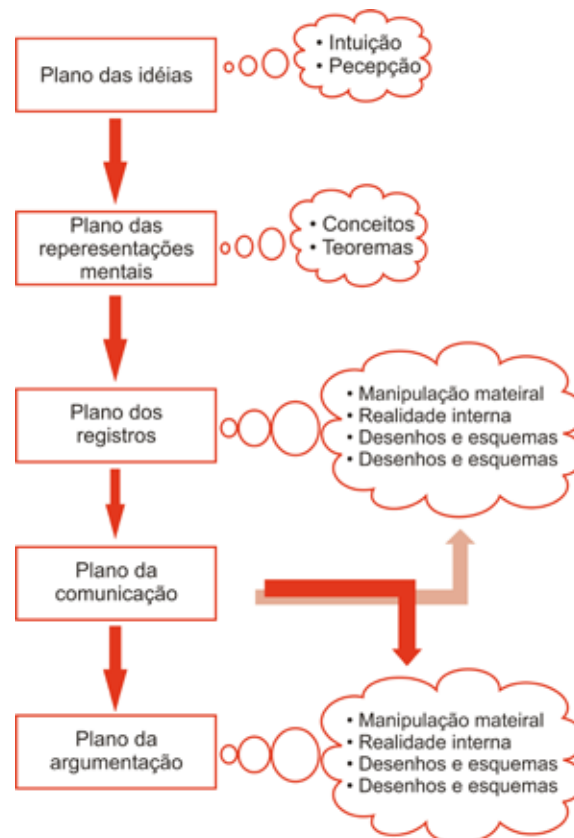 Plano das idéias
• Intuição
• Pecepção
Plano das
reperesentações
mentais
• Conceitos
• Teoremas
Plano dos
registros
• Manipulação mateiral
• Realidade interna
• Desenhos e esquemas
• Desenhos e esquemas
Plano da
comunicação
Plano da
argumentação
• Manipulação mateiral
• Realidade interna
• Desenhos e esquemas
• Desenhos e esquemas